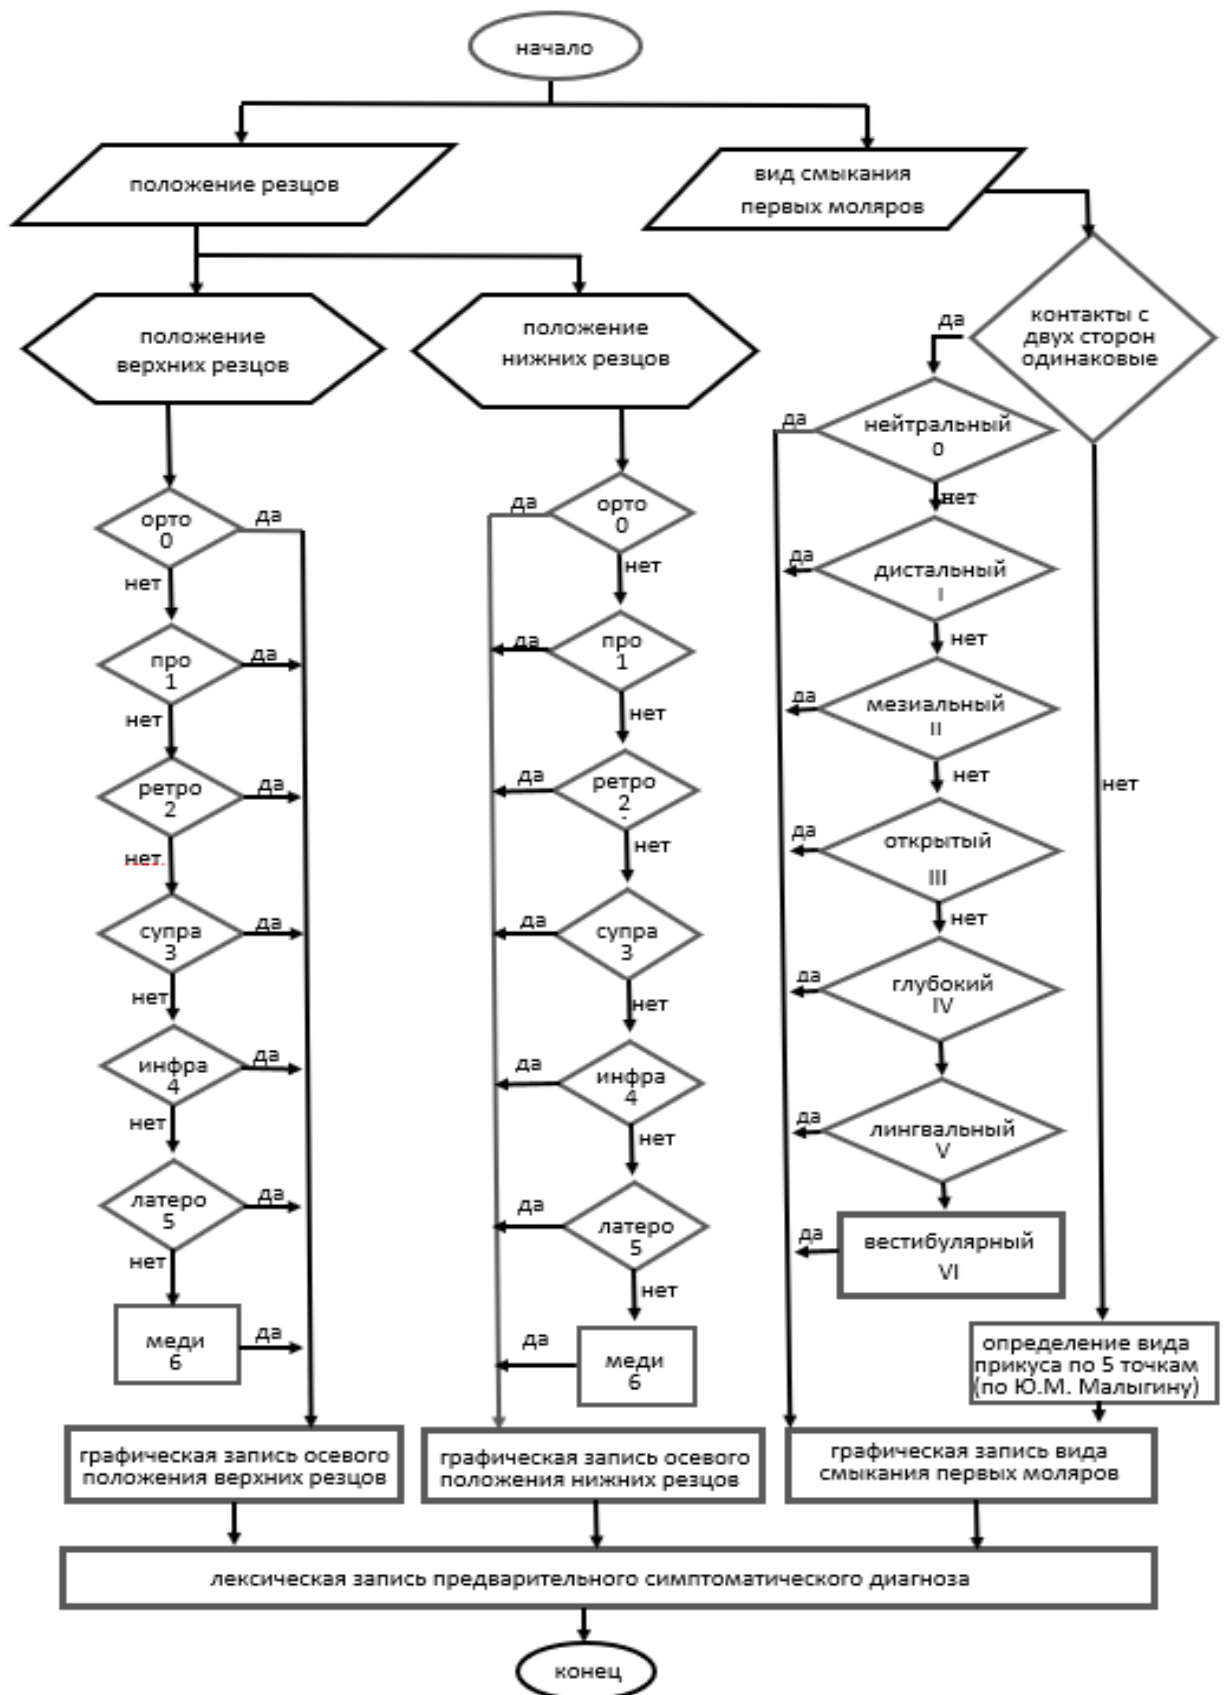 начало
положение резцов
вид смыкания
первых моляров
положение
верхних резцов
положение
нижних резцов
контакты с
двух сторон
одинаковые
да
нет
орто
0
да
нет
про
1
да
нет
ретро
2
да
нет
супра
3
да
нет
инфра
4
да
нет
латеро
5
да
нет
меди
6
да
орто
0
да
нет
про
1
да
нет
ретро
2
да
нет
супра
3
да
нет
инфра
4
да
нет
латеро
5
да
нет
меди
6
да
нейтральный
0
да
нет
дистальный
I
да
нет
мезиальный
II
да
нет
открытый
III
да
нет
глубокий
IV
да
лингвальный
V
да
вестибулярный
VI
да
определение вида
прикуса по 5 точкам
(по Ю.М. Малыгину)
графическая запись осевого
положения верхних резцов
графическая запись осевого
положения нижних резцов
графическая запись вида
смыкания первых моляров
лексическая запись предварительного симптоматического диагноза
конец